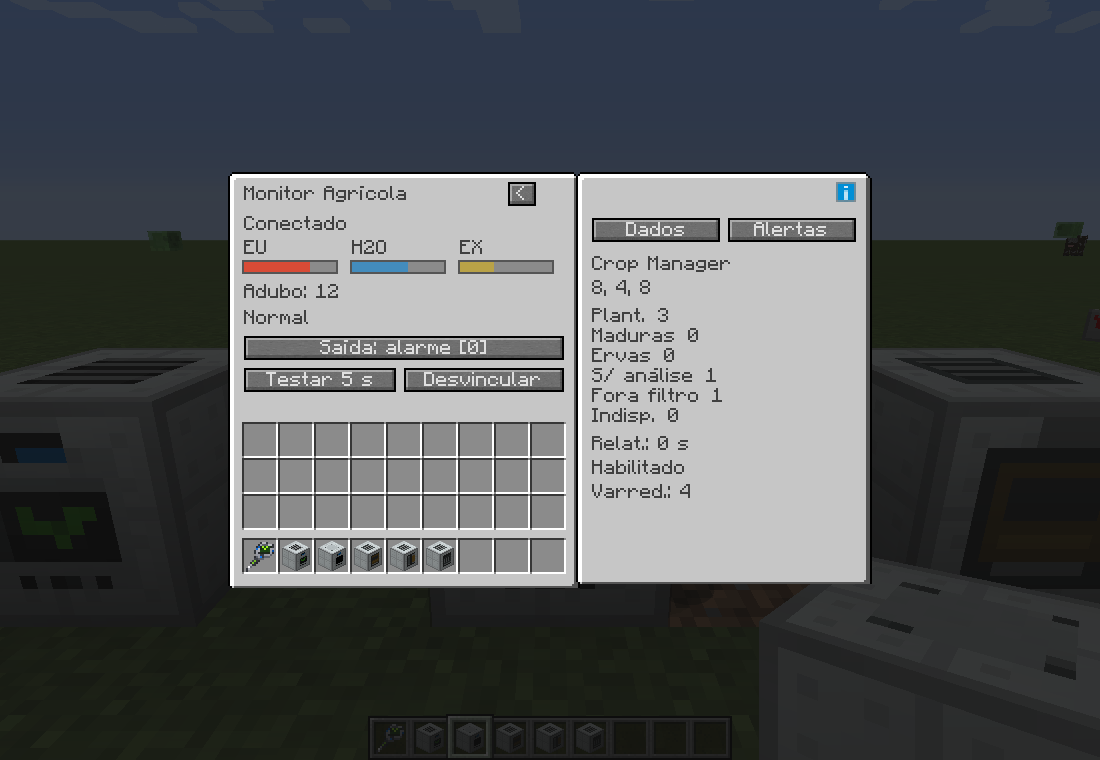 Monitor Agrícola
<
Conectado
EU H2O EX
Adubo: 12
Normal
Saída: alarme [0]
Testar 5 s Desvincular
i
Dados Alertas
Crop Manager
8, 4, 8
Plant. 3
Maduras 0
Ervas 0
S/ análise 1
Fora filtro 1
Indisp. 0
Relat.: 0 s
Habilitado
Varred.: 4